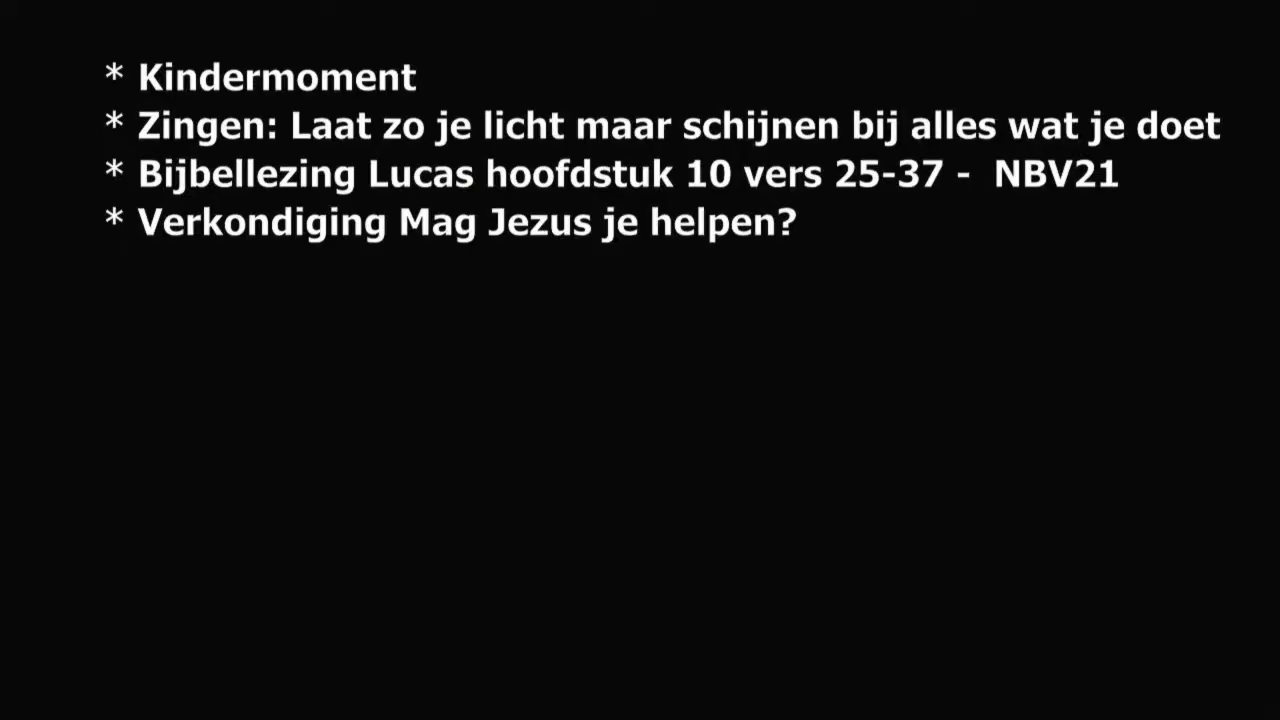 * Kindermoment
* Zingen: Laat zo je licht maar schijnen bij alles wat je doet
* Bijbellezing Lucas hoofdstuk 10 vers 25-37 -  NBV21
* Verkondiging Mag Jezus je helpen?